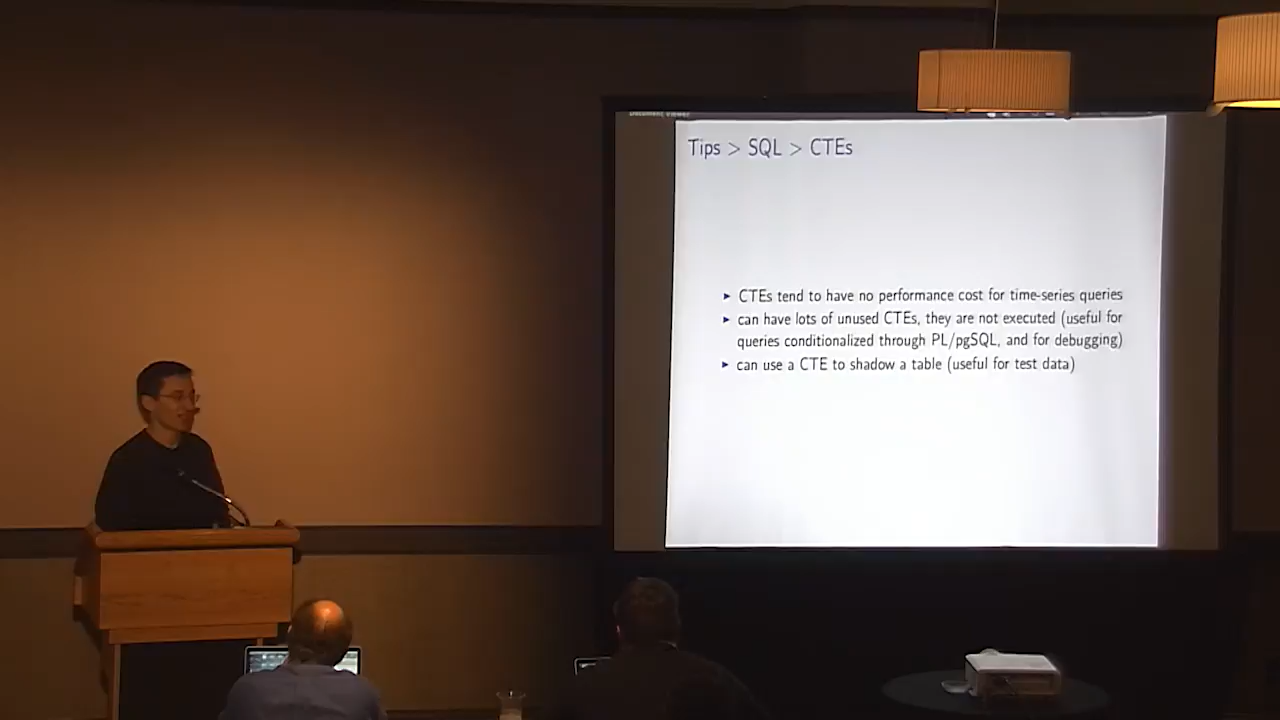 Document Viewer
Tips > SQL > CTEs
▸ CTEs tend to have no performance cost for time-series queries
▸ can have lots of unused CTEs, they are not executed (useful for
queries conditionalized through PL/pgSQL, and for debugging)
▸ can use a CTE to shadow a table (useful for test data)